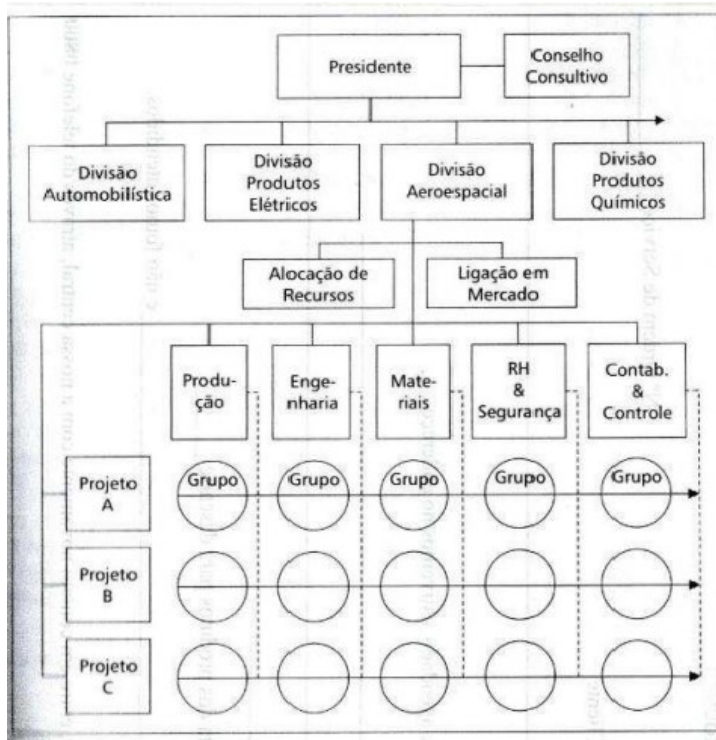 Presidente
Conselho
Consultivo
Divisão
Automobilística
Divisão
Produtos
Elétricos
Divisão
Aeroespacial
Divisão
Produtos
Químicos
Alocação de
Recursos
Ligação em
Mercado
Produ-
ção
Enge-
nharia
Mate-
riais
RH
&
Segurança
Contab.
&
Controle
Projeto
A
Grupo
Grupo
Grupo
Grupo
Grupo
Projeto
B
Projeto
C